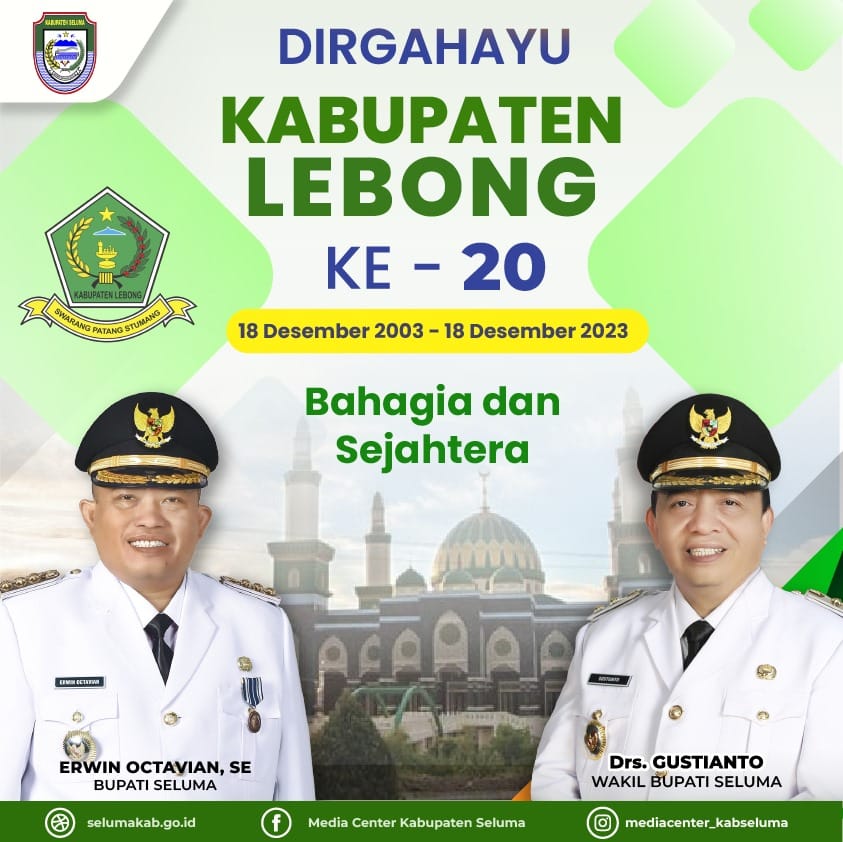 KABUPATEN SELUMA
DIRGAHAYU
KABUPATEN
LEBONG
KE - 20
18 Desember 2003 - 18 Desember 2023
KABUPATEN LEBONG
SWARANG PATANG STUMANG
Bahagia dan
Sejahtera
ERWIN OCTAVIAN
GUSTIANTO
ERWIN OCTAVIAN, SE
BUPATI SELUMA
Drs. GUSTIANTO
WAKIL BUPATI SELUMA
selumakab.go.id
Media Center Kabupaten Seluma
mediacenter_kabseluma